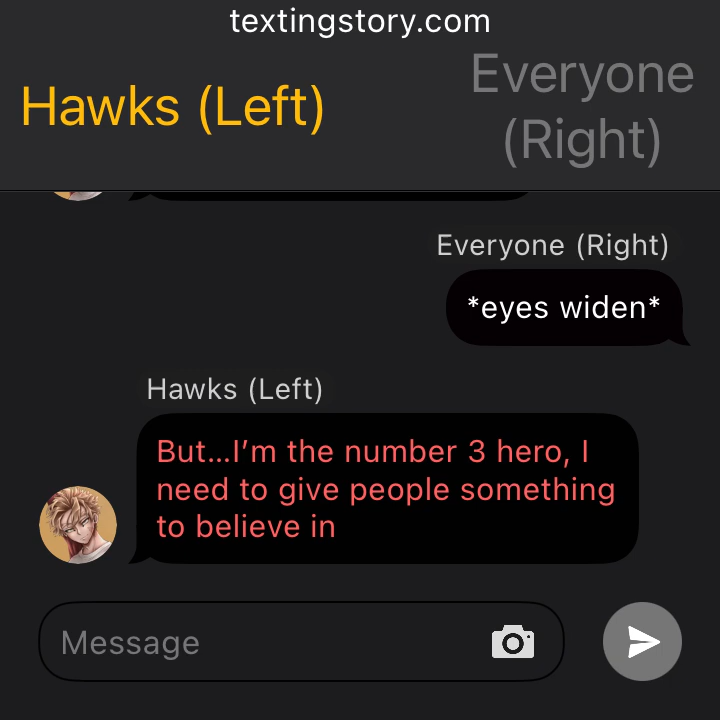 textingstory.com
Hawks (Left)
Everyone
(Right)
Everyone (Right)
*eyes widen*
Hawks (Left)
But...I’m the number 3 hero, I
need to give people something
to believe in
Message